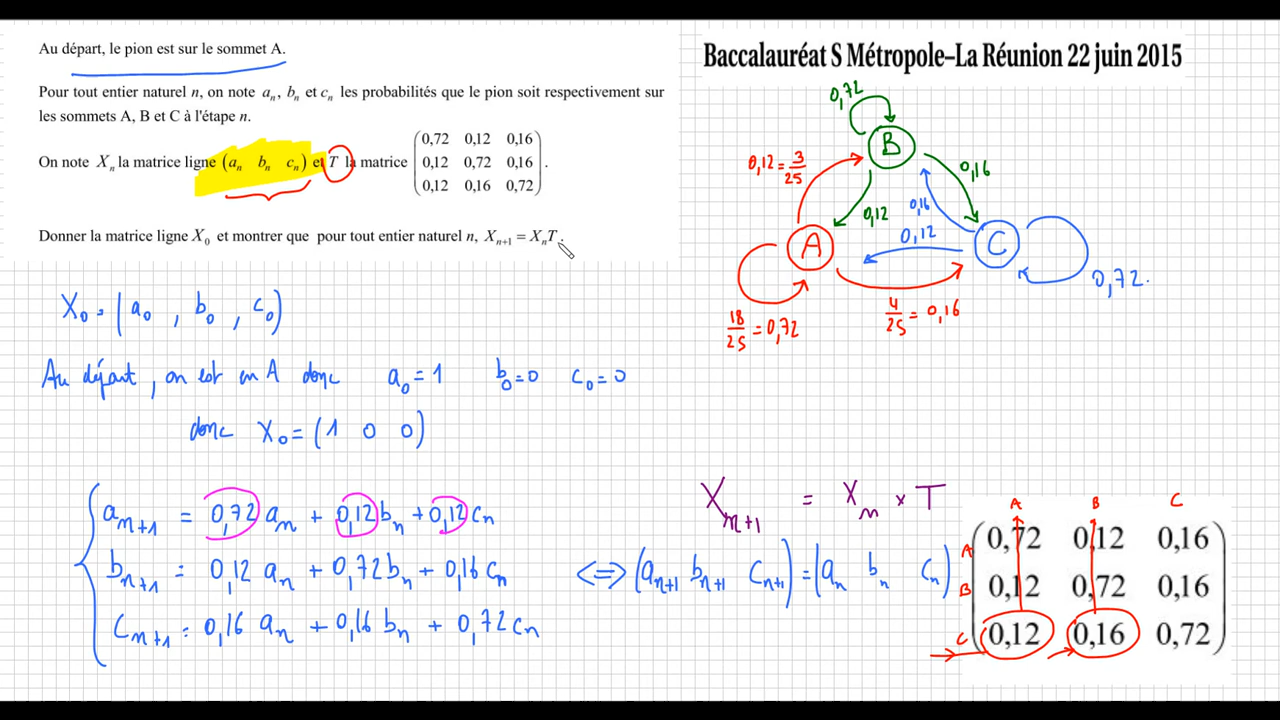 Au départ, le pion est sur le sommet A.
Pour tout entier naturel n, on note aₙ, bₙ et cₙ les probabilités que le pion soit respectivement sur
les sommets A, B et C à l'étape n.
On note Xₙ la matrice ligne (aₙ bₙ cₙ) et T la matrice
0,72 0,12 0,16
0,12 0,72 0,16
0,12 0,16 0,72
.
Donner la matrice ligne X₀ et montrer que pour tout entier naturel n, Xₙ₊₁ = XₙT.
Baccalauréat S Métropole–La Réunion 22 juin 2015
0,72
B
0,12 = 3/25
0,16
0,12
0,16
A
0,12
C
18/25 = 0,72
4/25 = 0,16
0,72.
X₀ = (a₀ , b₀ , c₀)
Au départ, on est en A donc a₀ = 1 b₀ = 0 c₀ = 0
donc X₀ = (1 0 0)
aₙ₊₁ = 0,72 aₙ + 0,12 bₙ + 0,12 cₙ
bₙ₊₁ = 0,12 aₙ + 0,72 bₙ + 0,16 cₙ
cₙ₊₁ = 0,16 aₙ + 0,16 bₙ + 0,72 cₙ
Xₙ₊₁ = Xₙ × T
⇔ (aₙ₊₁ bₙ₊₁ cₙ₊₁) = (aₙ bₙ cₙ)
A B C
A 0,72 0,12 0,16
B 0,12 0,72 0,16
C 0,12 0,16 0,72